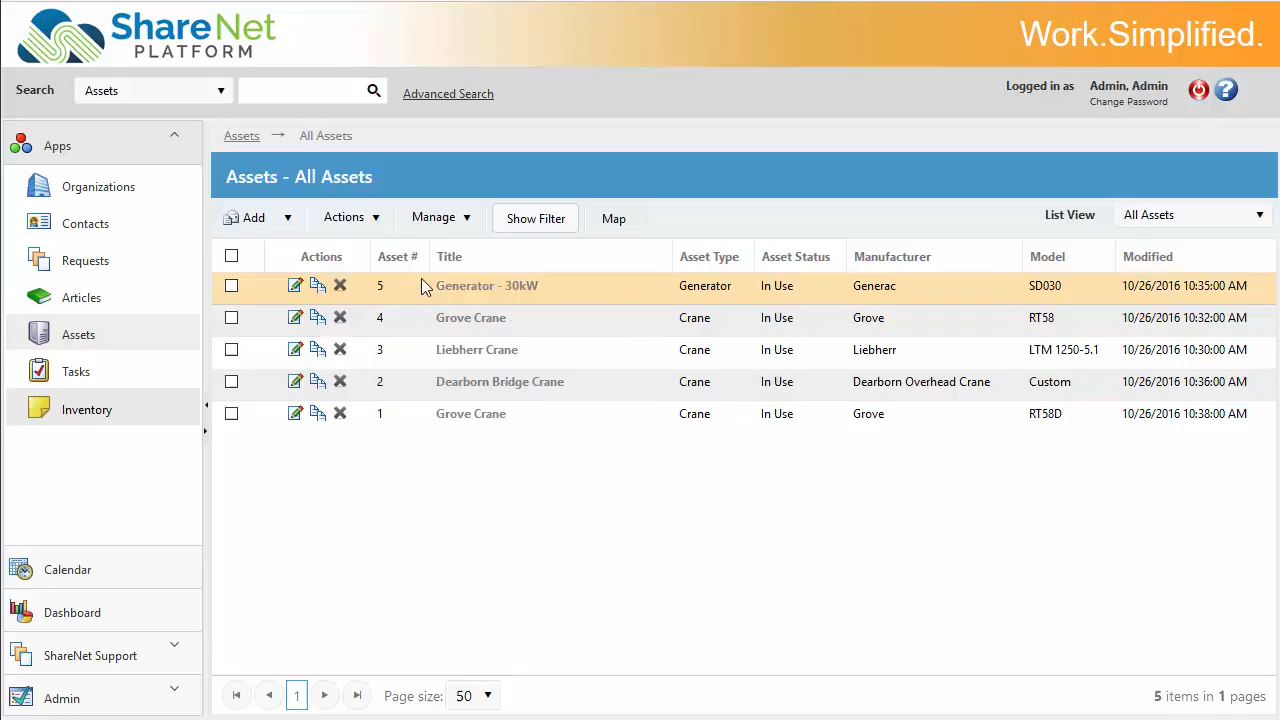 ShareNet
PLATFORM
Work.Simplified.
Search
Assets
Advanced Search
Logged in as
Admin, Admin
Change Password
?
Apps
Organizations
Contacts
Requests
Articles
Assets
Tasks
Inventory
Calendar
Dashboard
ShareNet Support
Admin
Assets → All Assets
Assets - All Assets
Add Actions Manage Show Filter Map List View All Assets
Actions Asset # Title Asset Type Asset Status Manufacturer Model Modified
5 Generator - 30kW Generator In Use Generac SD030 10/26/2016 10:35:00 AM
4 Grove Crane Crane In Use Grove RT58 10/26/2016 10:32:00 AM
3 Liebherr Crane Crane In Use Liebherr LTM 1250-5.1 10/26/2016 10:30:00 AM
2 Dearborn Bridge Crane Crane In Use Dearborn Overhead Crane Custom 10/26/2016 10:36:00 AM
1 Grove Crane Crane In Use Grove RT58D 10/26/2016 10:38:00 AM
1 Page size: 50 5 items in 1 pages